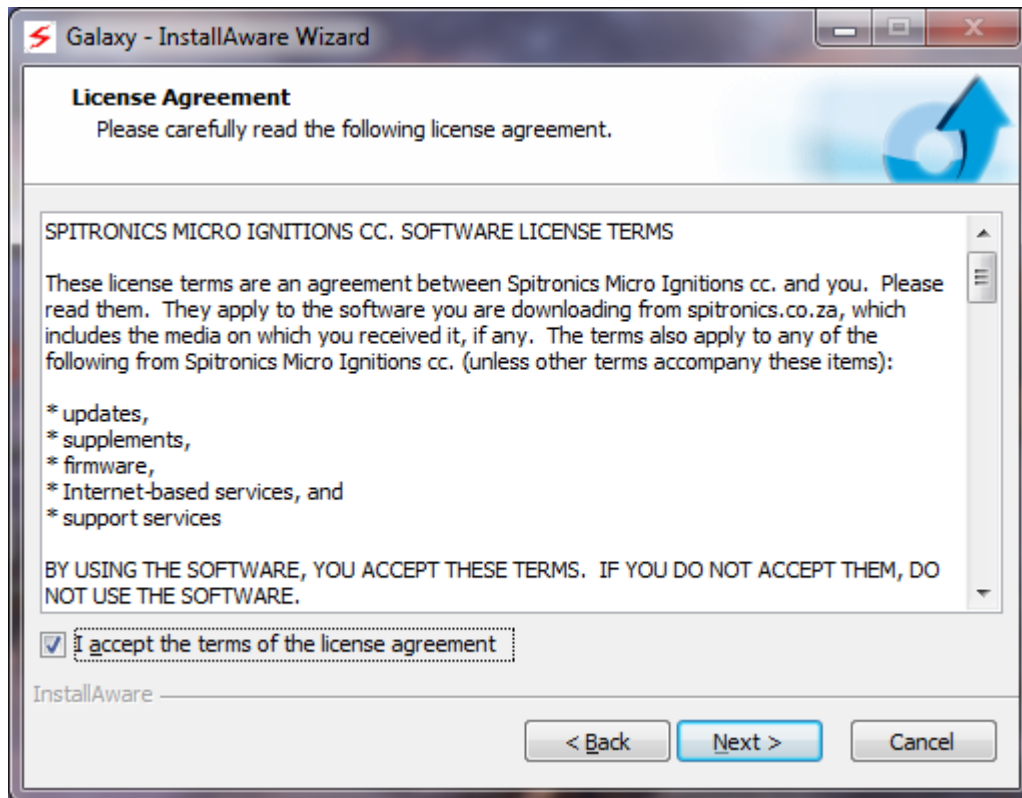 Galaxy - InstallAware Wizard
License Agreement
Please carefully read the following license agreement.
SPITRONICS MICRO IGNITIONS CC. SOFTWARE LICENSE TERMS
These license terms are an agreement between Spitronics Micro Ignitions cc. and you.  Please
read them.  They apply to the software you are downloading from spitronics.co.za, which
includes the media on which you received it, if any.  The terms also apply to any of the
following from Spitronics Micro Ignitions cc. (unless other terms accompany these items):
* updates,
* supplements,
* firmware,
* Internet-based services, and
* support services
BY USING THE SOFTWARE, YOU ACCEPT THESE TERMS.  IF YOU DO NOT ACCEPT THEM, DO
NOT USE THE SOFTWARE.
I accept the terms of the license agreement
InstallAware
< Back
Next >
Cancel